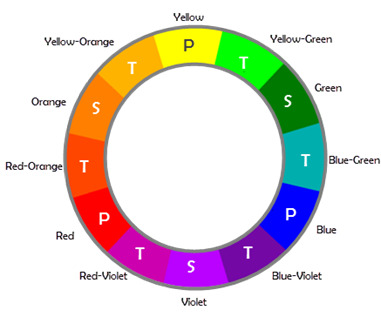 Yellow
Yellow-Orange
Yellow-Green
P
T
T
Orange
Green
S
S
Red-Orange
Blue-Green
T
T
Red
Blue
P
P
Red-Violet
Blue-Violet
T
T
S
Violet